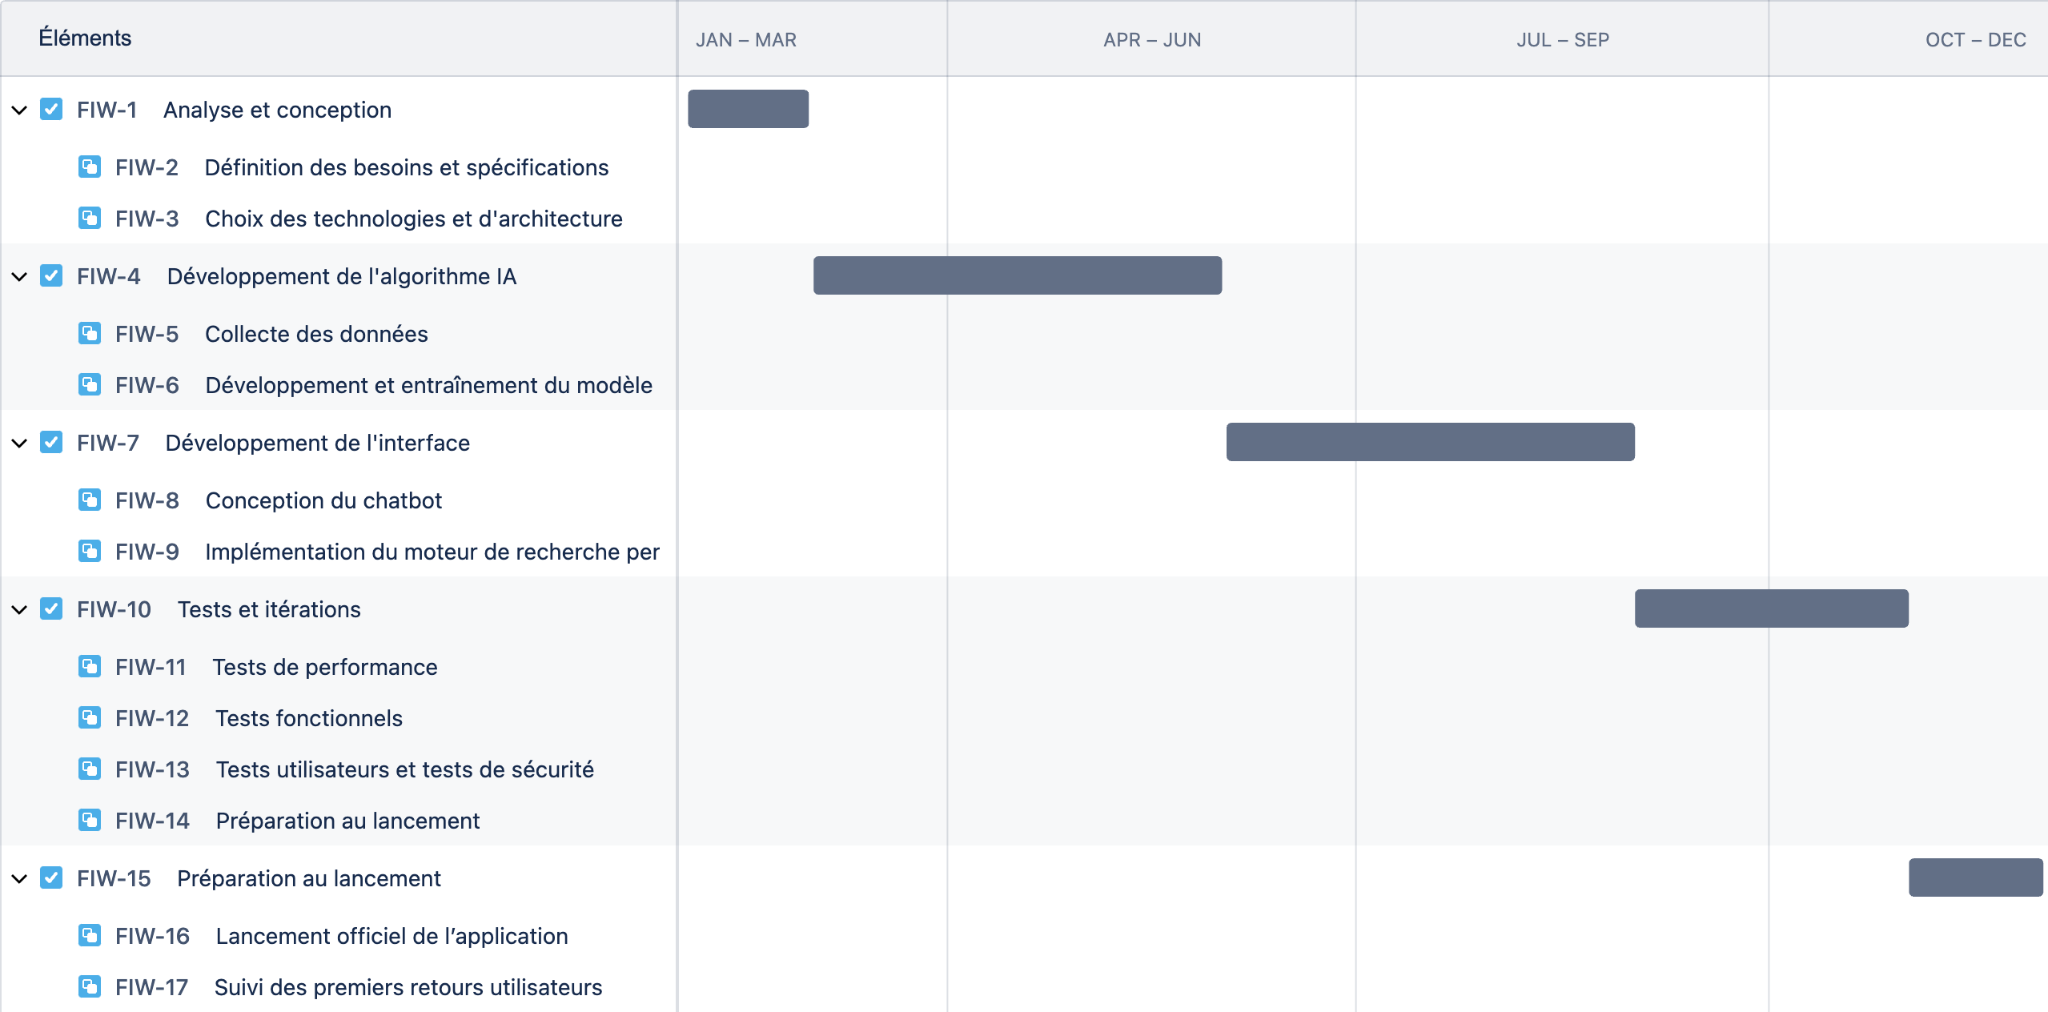 Éléments JAN – MAR APR – JUN JUL – SEP OCT – DEC
FIW-1 Analyse et conception
FIW-2 Définition des besoins et spécifications
FIW-3 Choix des technologies et d'architecture
FIW-4 Développement de l'algorithme IA
FIW-5 Collecte des données
FIW-6 Développement et entraînement du modèle
FIW-7 Développement de l'interface
FIW-8 Conception du chatbot
FIW-9 Implémentation du moteur de recherche per
FIW-10 Tests et itérations
FIW-11 Tests de performance
FIW-12 Tests fonctionnels
FIW-13 Tests utilisateurs et tests de sécurité
FIW-14 Préparation au lancement
FIW-15 Préparation au lancement
FIW-16 Lancement officiel de l’application
FIW-17 Suivi des premiers retours utilisateurs